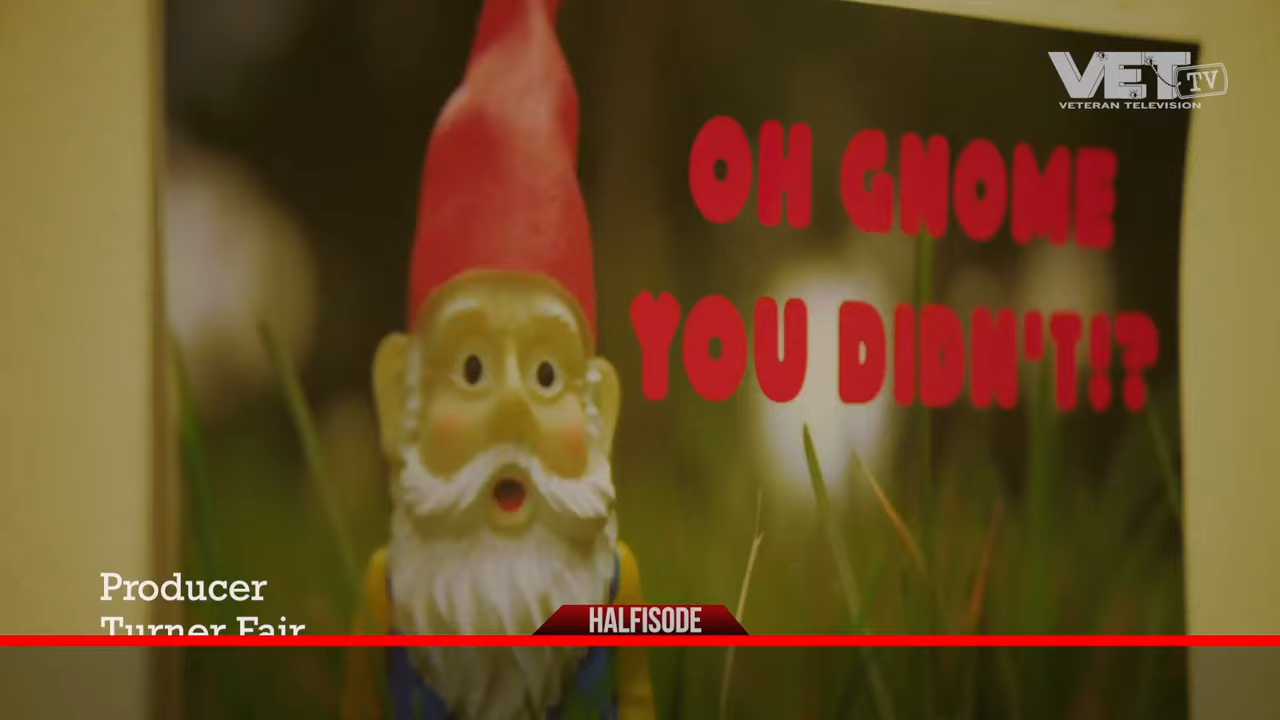 VET TV
VETERAN TELEVISION
OH GNOME
YOU DIDN'T!?
Producer
Turner Fair
HALFISODE